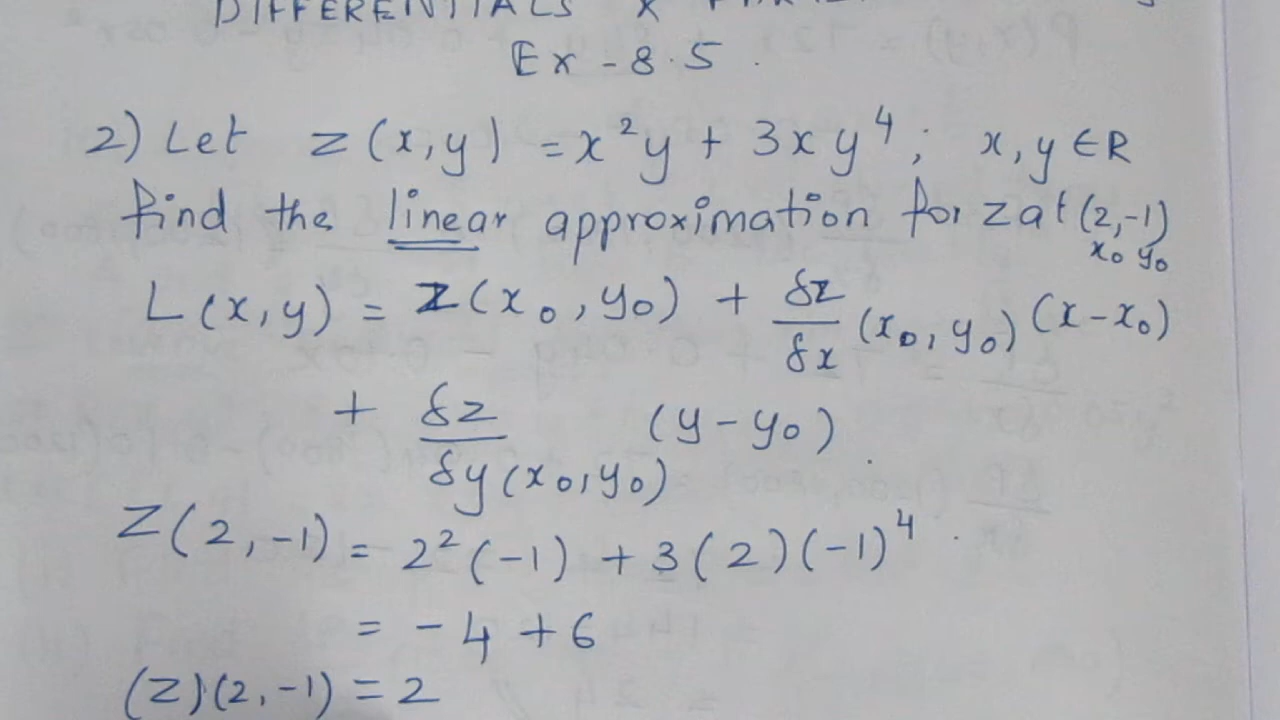 DIFFERENTIALS
Ex - 8.5
2) Let z(x,y) = x²y + 3xy⁴; x,y ∈ R
find the linear approximation for z at (2,-1)
x₀ y₀
L(x,y) = z(x₀,y₀) + δz/δx (x₀,y₀) (x-x₀)
+ δz/δy (x₀,y₀) (y-y₀)
Z(2,-1) = 2²(-1) + 3(2)(-1)⁴
= -4 + 6
(Z)(2,-1) = 2